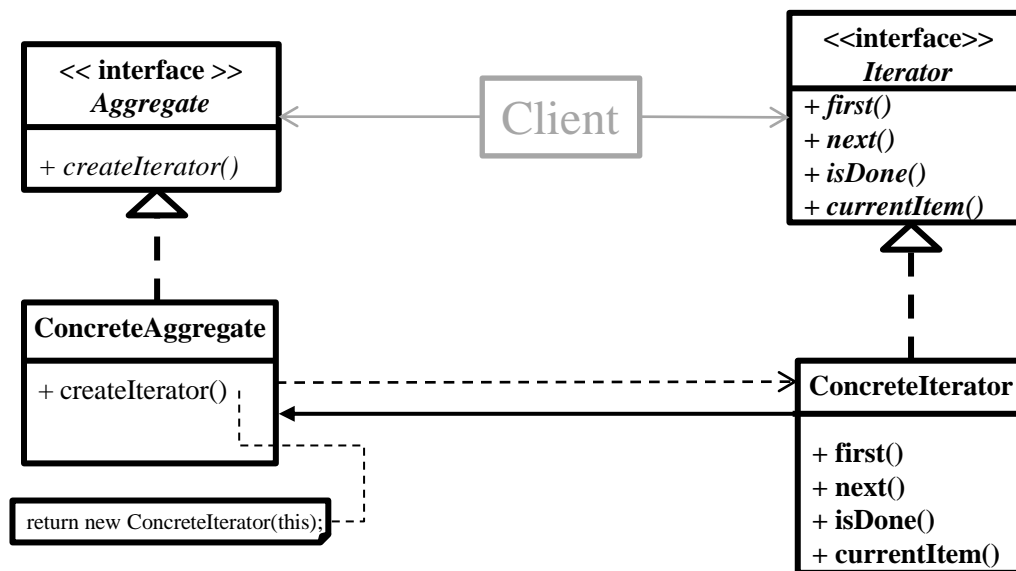 << interface >>
Aggregate
+ createIterator()
Client
<<interface>>
Iterator
+ first()
+ next()
+ isDone()
+ currentItem()
ConcreteAggregate
+ createIterator()
return new ConcreteIterator(this);
ConcreteIterator
+ first()
+ next()
+ isDone()
+ currentItem()